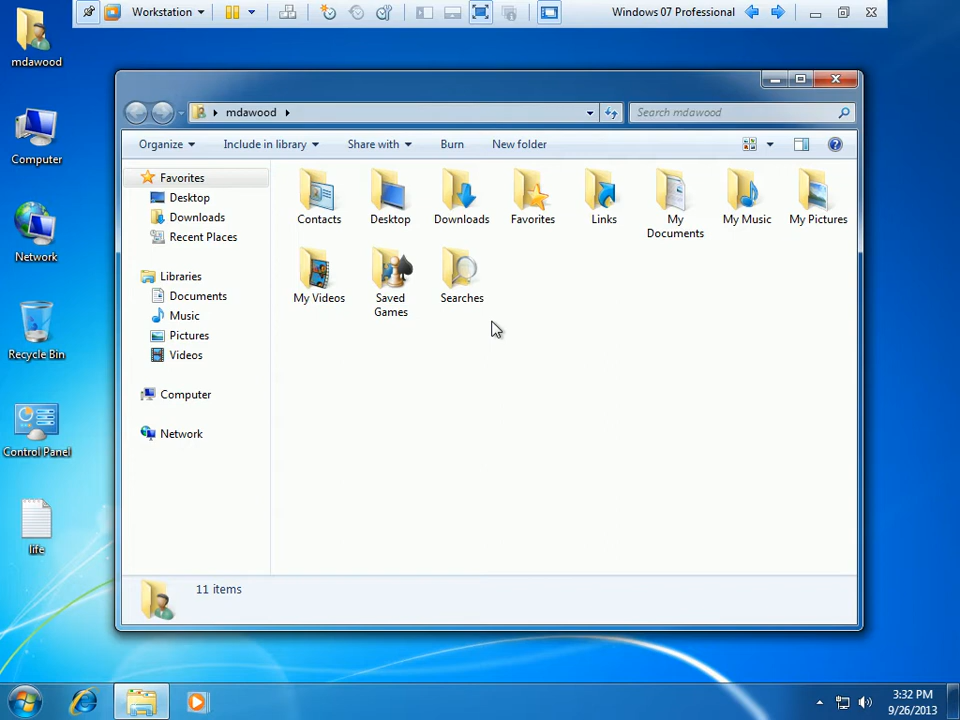 Workstation
Windows 07 Professional
mdawood
Computer
Network
Recycle Bin
Control Panel
life
mdawood
Search mdawood
Organize
Include in library
Share with
Burn
New folder
Favorites
Desktop
Downloads
Recent Places
Libraries
Documents
Music
Pictures
Videos
Computer
Network
Contacts
Desktop
Downloads
Favorites
Links
My
Documents
My Music
My Pictures
My Videos
Saved
Games
Searches
11 items
3:32 PM
9/26/2013